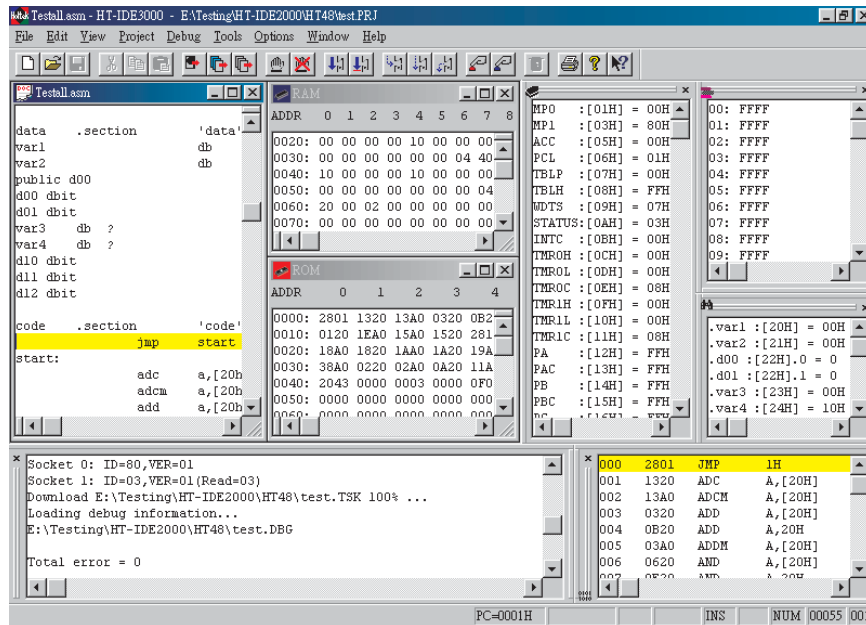 Testall.asm - HT-IDE3000 - E:\Testing\HT-IDE2000\HT48\test.PRJ
File Edit View Project Debug Tools Options Window Help
Testall.asm
data .section 'data'
var1 db
var2 db
public d00
d00 dbit
d01 dbit
var3 db ?
var4 db ?
d10 dbit
d11 dbit
d12 dbit
code .section 'code'
jmp start
start:
adc a,[20h
adcm a,[20h
add a,[20h
RAM
ADDR 0 1 2 3 4 5 6 7 8
0020: 00 00 00 00 10 00 00 00
0030: 00 00 00 00 00 00 04 40
0040: 10 00 00 00 10 00 00 00
0050: 00 00 00 00 00 00 00 04
0060: 20 00 02 00 00 00 00 00
0070: 00 00 00 00 00 00 00 00
ROM
ADDR 0 1 2 3 4
0000: 2801 1320 13A0 0320 0B2
0010: 0120 1EA0 15A0 1520 281
0020: 18A0 1820 1AA0 1A20 19A
0030: 38A0 0220 02A0 0A20 11A
0040: 2043 0000 0003 0000 0F0
0050: 0000 0000 0000 0000 000
0060: 0000 0000 0000 0000 000
MP0 :[01H] = 00H
MP1 :[03H] = 80H
ACC :[05H] = 00H
PCL :[06H] = 01H
TBLP :[07H] = 00H
TBLH :[08H] = FFH
WDTS :[09H] = 07H
STATUS:[0AH] = 03H
INTC :[0BH] = 00H
TMR0H :[0CH] = 00H
TMR0L :[0DH] = 00H
TMR0C :[0EH] = 08H
TMR1H :[0FH] = 00H
TMR1L :[10H] = 00H
TMR1C :[11H] = 08H
PA :[12H] = FFH
PAC :[13H] = FFH
PB :[14H] = FFH
PBC :[15H] = FFH
PC :[16H] = FFH
00: FFFF
01: FFFF
02: FFFF
03: FFFF
04: FFFF
05: FFFF
06: FFFF
07: FFFF
08: FFFF
09: FFFF
.var1 :[20H] = 00H
.var2 :[21H] = 00H
.d00 :[22H].0 = 0
.d01 :[22H].1 = 0
.var3 :[23H] = 00H
.var4 :[24H] = 10H
Socket 0: ID=80,VER=01
Socket 1: ID=03,VER=01(Read=03)
Download E:\Testing\HT-IDE2000\HT48\test.TSK 100% ...
Loading debug information...
E:\Testing\HT-IDE2000\HT48\test.DBG
Total error = 0
000 2801 JMP 1H
001 1320 ADC A,[20H]
002 13A0 ADCM A,[20H]
003 0320 ADD A,[20H]
004 0B20 ADD A,20H
005 03A0 ADDM A,[20H]
006 0620 AND A,[20H]
007 0E20 AND A,20H
PC=0001H INS NUM 00055 00